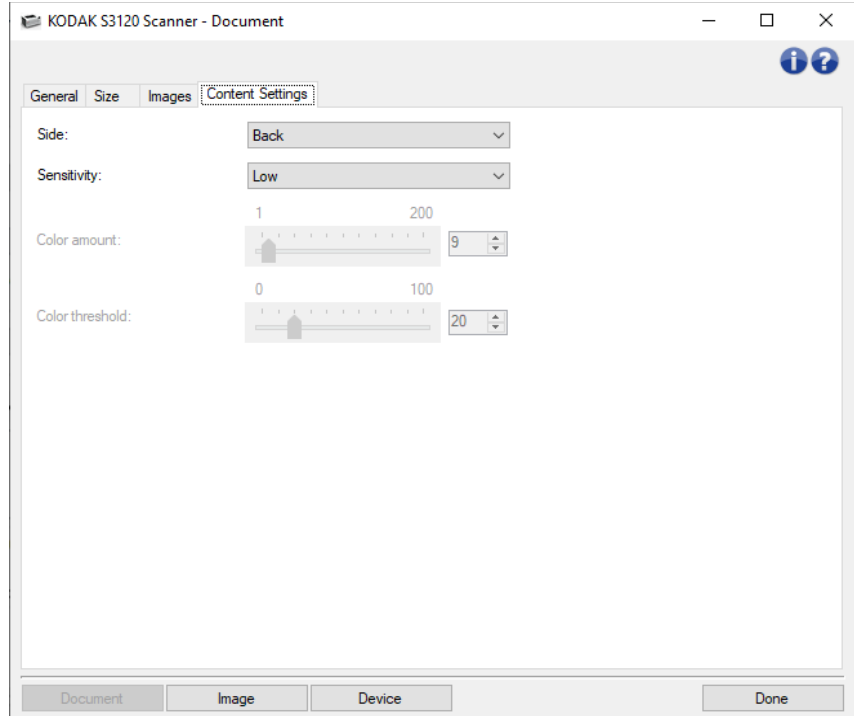 KODAK S3120 Scanner - Document
General Size Images Content Settings
Side: Back
Sensitivity: Low
1 200
Color amount: 9
0 100
Color threshold: 20
Document Image Device Done